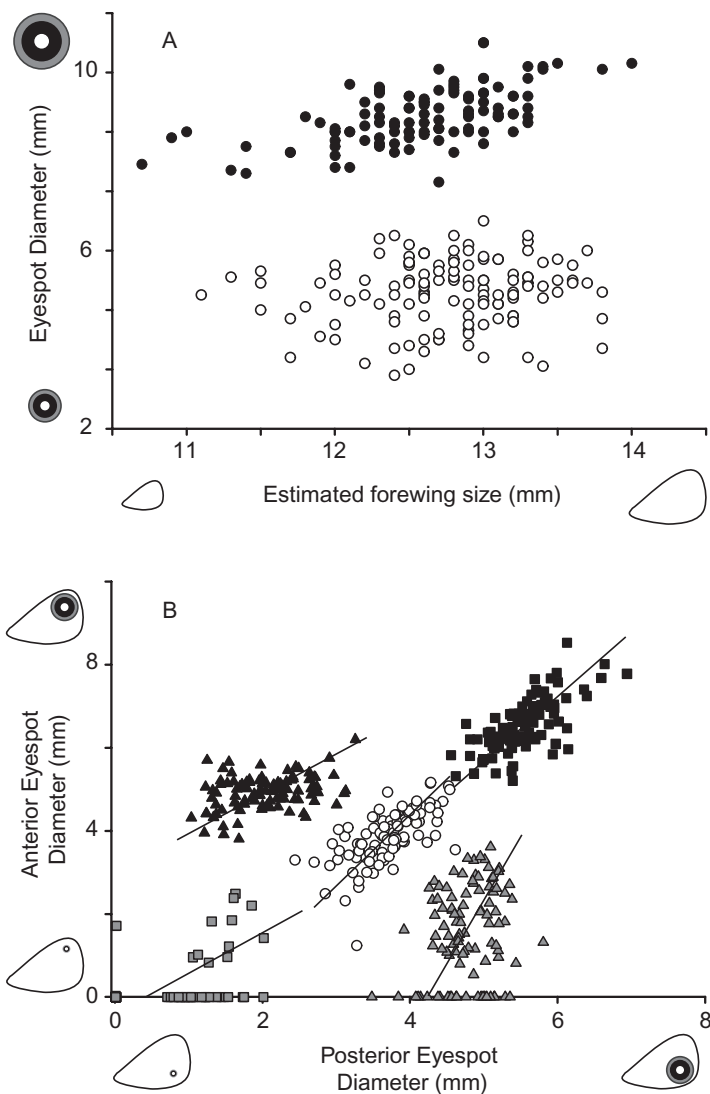 A
10
6
2
Eyespot Diameter (mm)
11 12 13 14
Estimated forewing size (mm)
B
8
4
0
Anterior Eyespot
Diameter (mm)
0 2 4 6 8
Posterior Eyespot
Diameter (mm)